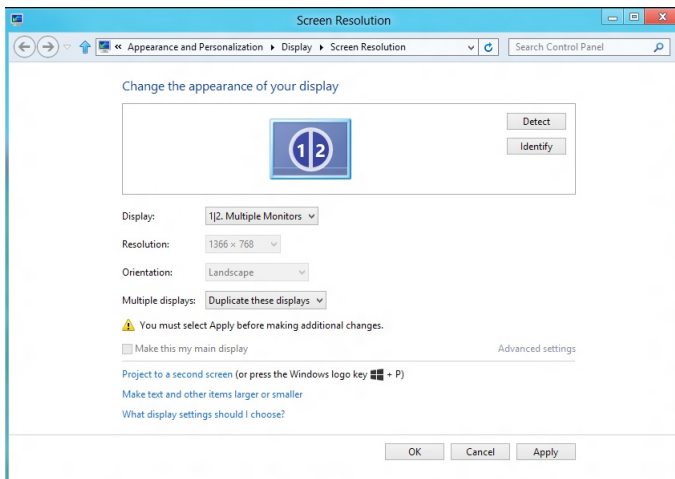 Screen Resolution
« Appearance and Personalization ▸ Display ▸ Screen Resolution
Search Control Panel
Change the appearance of your display
1|2
Detect
Identify
Display: 1|2. Multiple Monitors
Resolution: 1366 × 768
Orientation: Landscape
Multiple displays: Duplicate these displays
You must select Apply before making additional changes.
Make this my main display Advanced settings
Project to a second screen (or press the Windows logo key + P)
Make text and other items larger or smaller
What display settings should I choose?
OK Cancel Apply